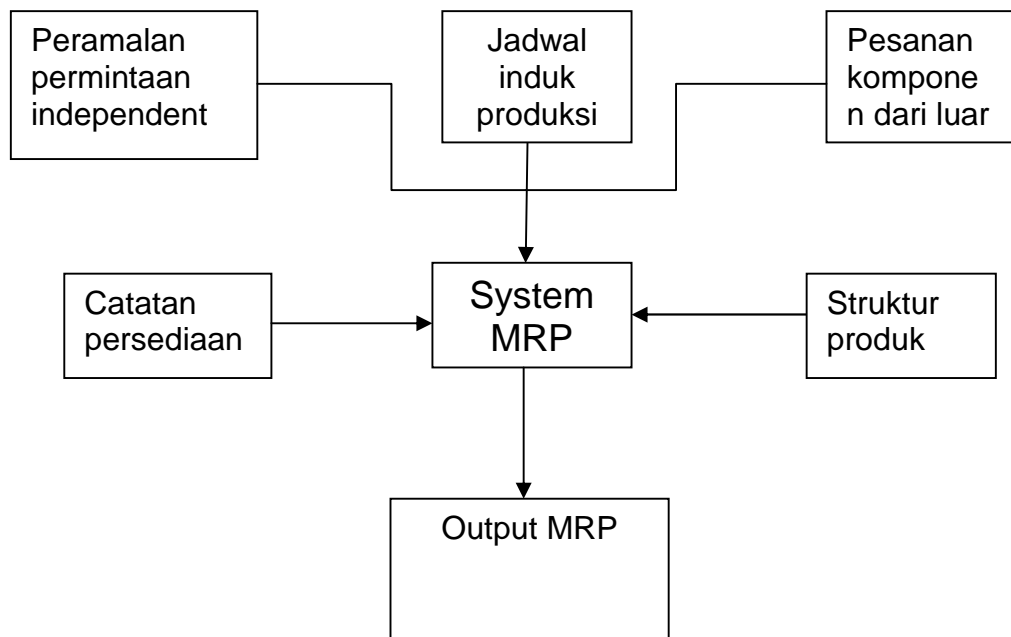 Peramalan
permintaan
independent
Jadwal
induk
produksi
Pesanan
kompone
n dari luar
Catatan
persediaan
System
MRP
Struktur
produk
Output MRP